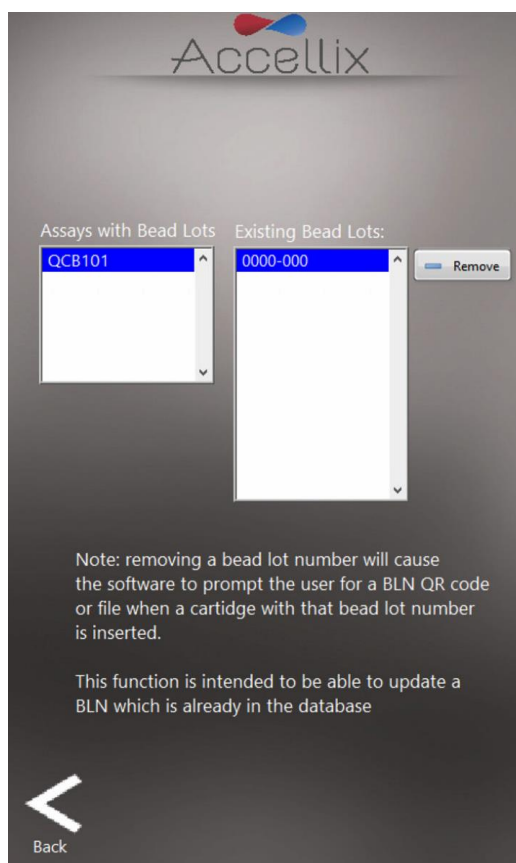 Accellix
Assays with Bead Lots
Existing Bead Lots:
QCB101
0000-000
Remove
Note: removing a bead lot number will cause
the software to prompt the user for a BLN QR code
or file when a cartidge with that bead lot number
is inserted.
This function is intended to be able to update a
BLN which is already in the database
Back